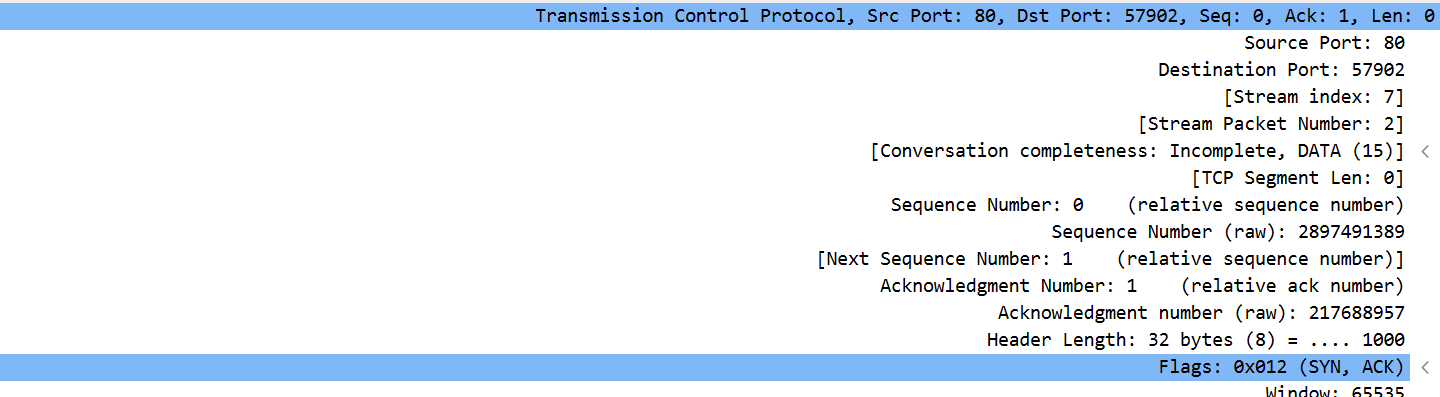 Transmission Control Protocol, Src Port: 80, Dst Port: 57902, Seq: 0, Ack: 1, Len: 0
Source Port: 80
Destination Port: 57902
[Stream index: 7]
[Stream Packet Number: 2]
[Conversation completeness: Incomplete, DATA (15)]
[TCP Segment Len: 0]
Sequence Number: 0    (relative sequence number)
Sequence Number (raw): 2897491389
[Next Sequence Number: 1    (relative sequence number)]
Acknowledgment Number: 1    (relative ack number)
Acknowledgment number (raw): 217688957
Header Length: 32 bytes (8) = .... 1000
Flags: 0x012 (SYN, ACK)
Window: 65535